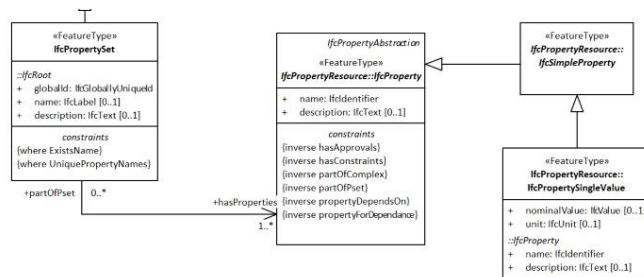 «FeatureType»
IfcPropertySet
::IfcRoot
+ globalId: IfcGloballyUniqueId
+ name: IfcLabel [0..1]
+ description: IfcText [0..1]
constraints
{where ExistsName}
{where UniquePropertyNames}
+partOfPset 0..*
+hasProperties
1..*
IfcPropertyAbstraction
«FeatureType»
IfcPropertyResource::IfcProperty
+ name: IfcIdentifier
+ description: IfcText [0..1]
constraints
{inverse hasApprovals}
{inverse hasConstraints}
{inverse partOfComplex}
{inverse partOfPset}
{inverse propertyDependsOn}
{inverse propertyForDependance}
«FeatureType»
IfcPropertyResource::
IfcSimpleProperty
«FeatureType»
IfcPropertyResource::
IfcPropertySingleValue
+ nominalValue: IfcValue [0..1]
+ unit: IfcUnit [0..1]
::IfcProperty
+ name: IfcIdentifier
+ description: IfcText [0..1]